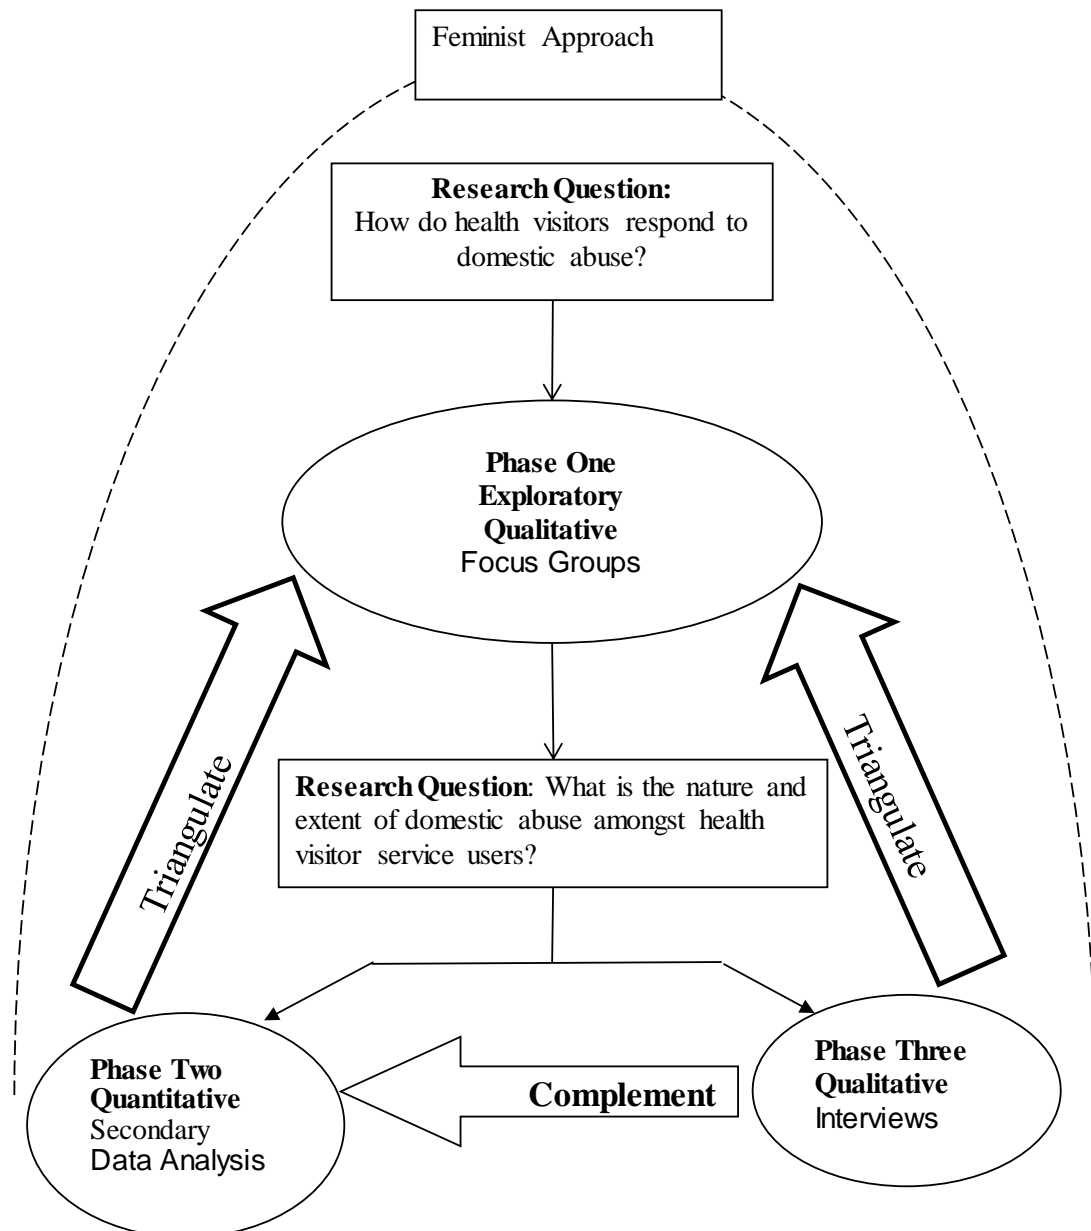 Feminist Approach
Research Question:
How do health visitors respond to
domestic abuse?
Phase One
Exploratory
Qualitative
Focus Groups
Triangulate
Triangulate
Research Question: What is the nature and
extent of domestic abuse amongst health
visitor service users?
Phase Two
Quantitative
Secondary
Data Analysis
Complement
Phase Three
Qualitative
Interviews